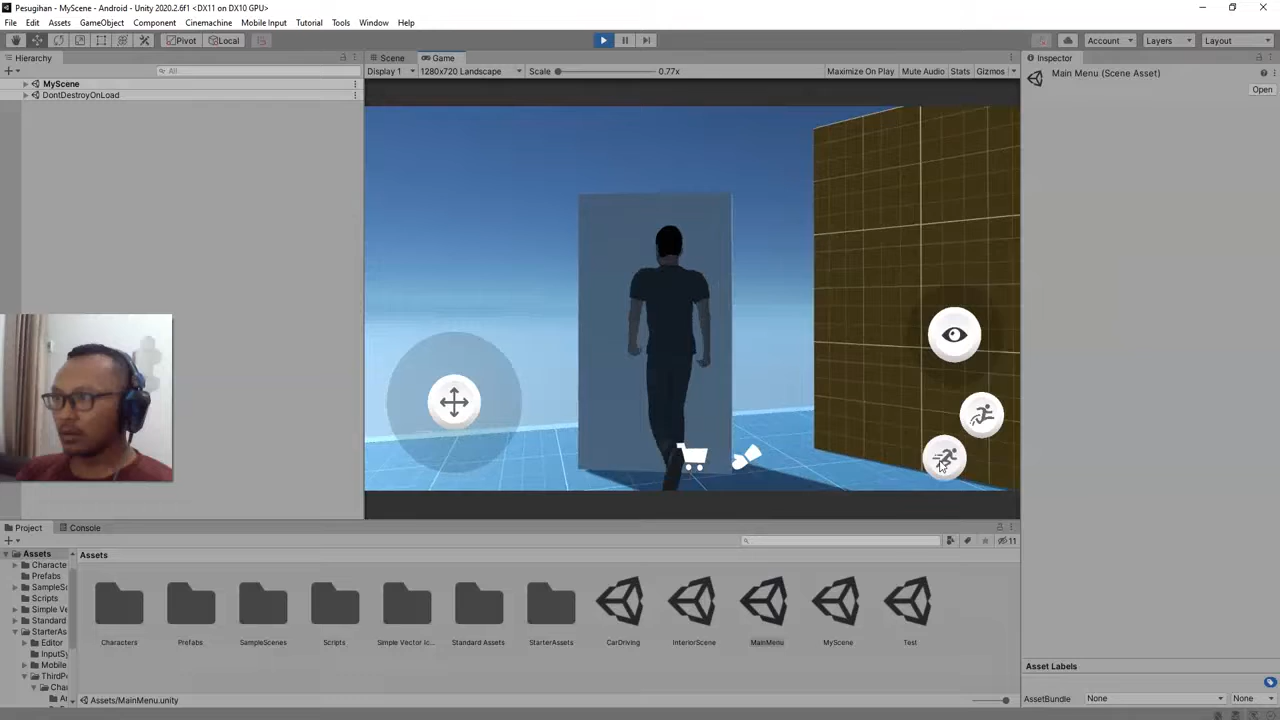 Pesugihan - MyScene - Android - Unity 2020.2.6f1 <DX11 on DX10 GPU>
File Edit Assets GameObject Component Cinemachine Mobile Input Tutorial Tools Window Help
Pivot Local Account Layers Layout
Hierarchy Scene Game Inspector
All Display 1 1280x720 Landscape Scale 0.77x Maximize On Play Mute Audio Stats Gizmos Main Menu (Scene Asset)
MyScene Open
DontDestroyOnLoad
Project Console
11
Assets Assets
Characte
Prefabs
SampleSc
Scripts
Simple Ve
Standard
StarterAs
Editor
InputSy
Mobile
ThirdPe
Cha
Characters Prefabs SampleScenes Scripts Simple Vector Ic... Standard Assets StarterAssets CarDriving InteriorScene MainMenu MyScene Test
Assets/MainMenu.unity
Asset Labels
AssetBundle None None